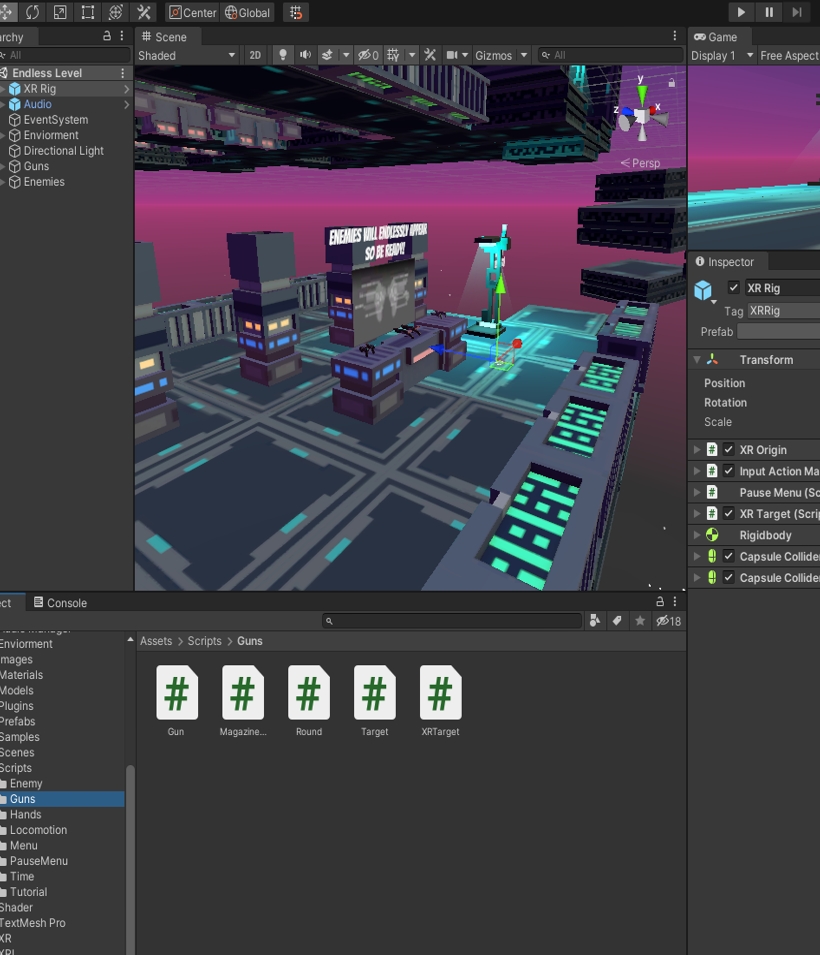 Center
Global
archy
All
Endless Level
XR Rig
Audio
EventSystem
Enviorment
Directional Light
Guns
Enemies
Scene
Shaded
2D
0
Gizmos
All
y
z
x
Persp
ENEMIES WILL ENDLESSLY APPEAR
SO BE READY!
Game
Display 1
Free Aspect
Inspector
XR Rig
Tag
XRRig
Prefab
Transform
Position
Rotation
Scale
XR Origin
Input Action Ma
Pause Menu (Sc
XR Target (Scrip
Rigidbody
Capsule Collide
Capsule Collide
ect
Console
18
Enviorment
mages
Materials
Models
Plugins
Prefabs
Samples
Scenes
Scripts
Enemy
Guns
Hands
Locomotion
Menu
PauseMenu
Time
Tutorial
Shader
TextMesh Pro
XR
Assets > Scripts > Guns
#
#
#
#
#
Gun
Magazine...
Round
Target
XRTarget